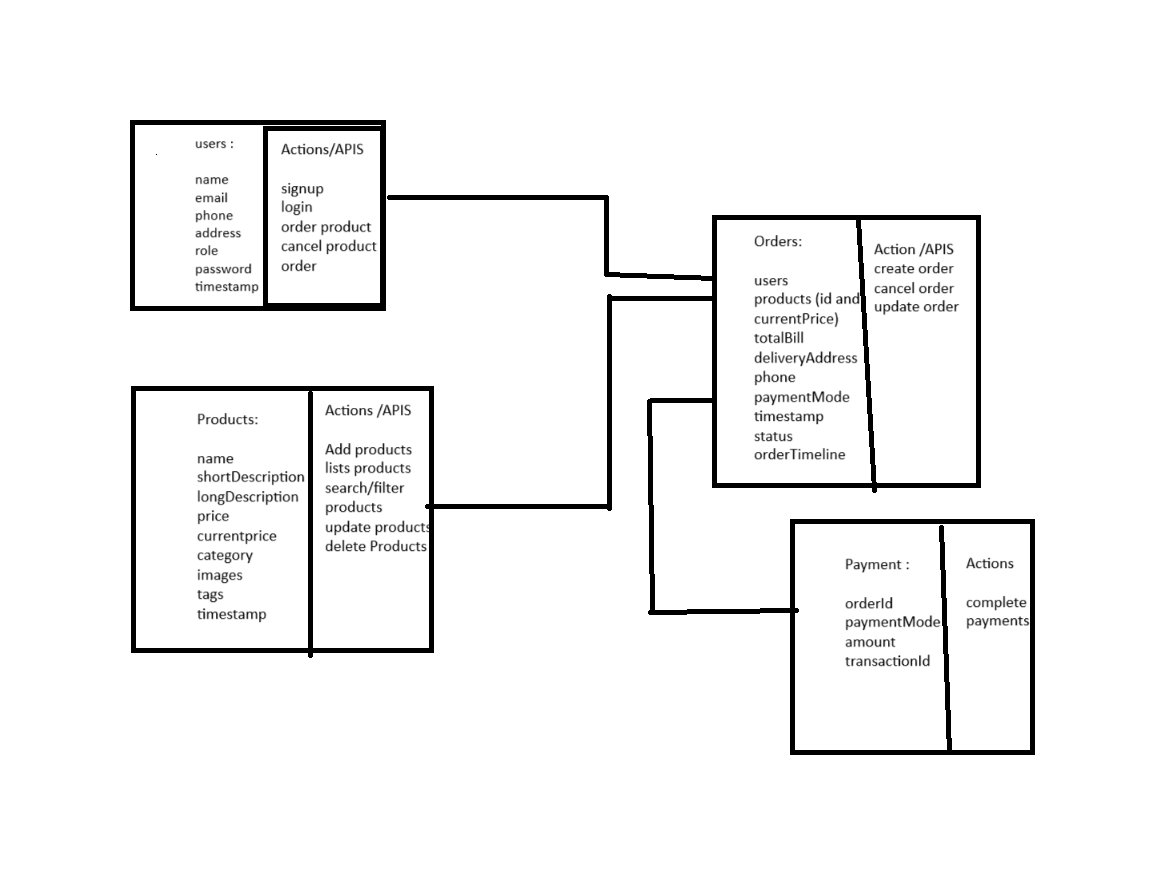 users :
name
email
phone
address
role
password
timestamp
Actions/APIS
signup
login
order product
cancel product
order
Products:
name
shortDescription
longDescription
price
currentprice
category
images
tags
timestamp
Actions /APIS
Add products
lists products
search/filter
products
update products
delete Products
Orders:
users
products (id and
currentPrice)
totalBill
deliveryAddress
phone
paymentMode
timestamp
status
orderTimeline
Action /APIS
create order
cancel order
update order
Payment :
orderId
paymentMode
amount
transactionId
Actions
complete
payments